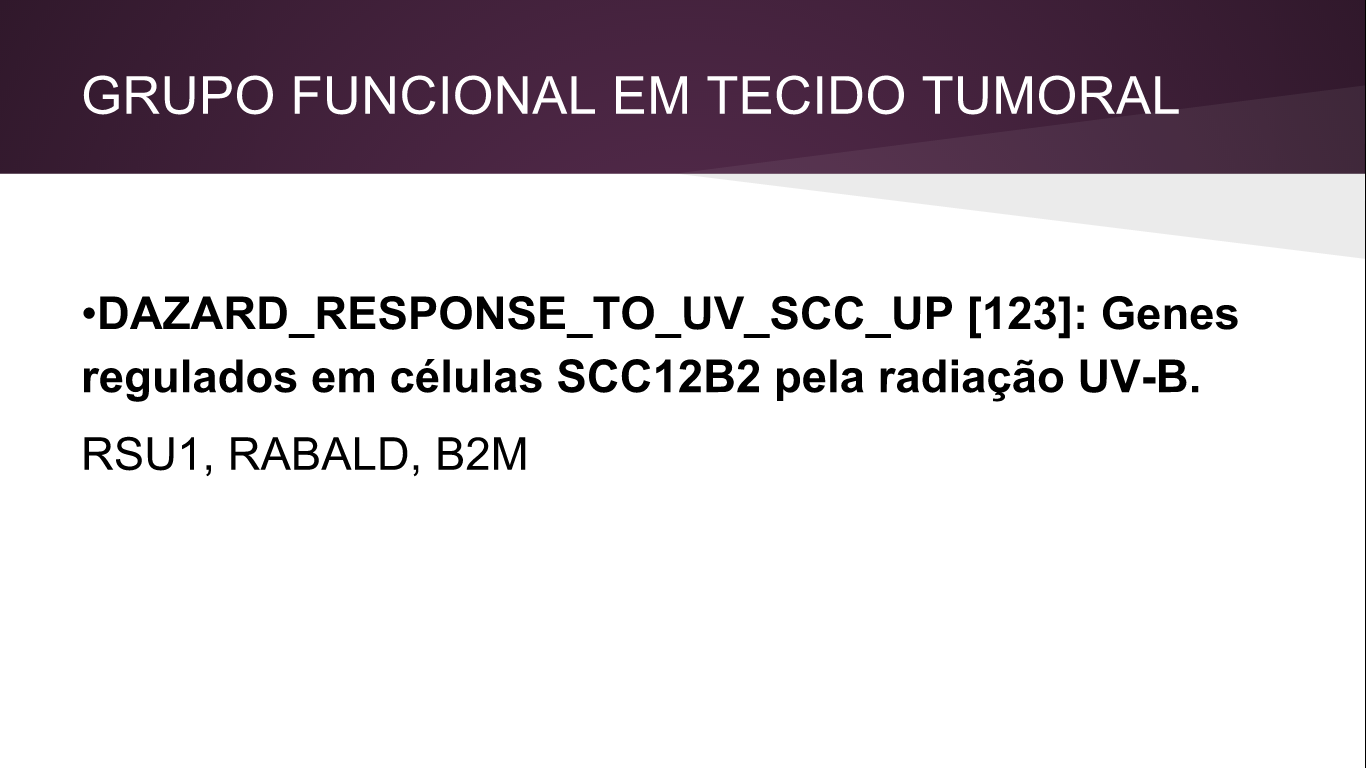 GRUPO FUNCIONAL EM TECIDO TUMORAL
•DAZARD_RESPONSE_TO_UV_SCC_UP [123]: Genes
regulados em células SCC12B2 pela radiação UV-B.
RSU1, RABALD, B2M